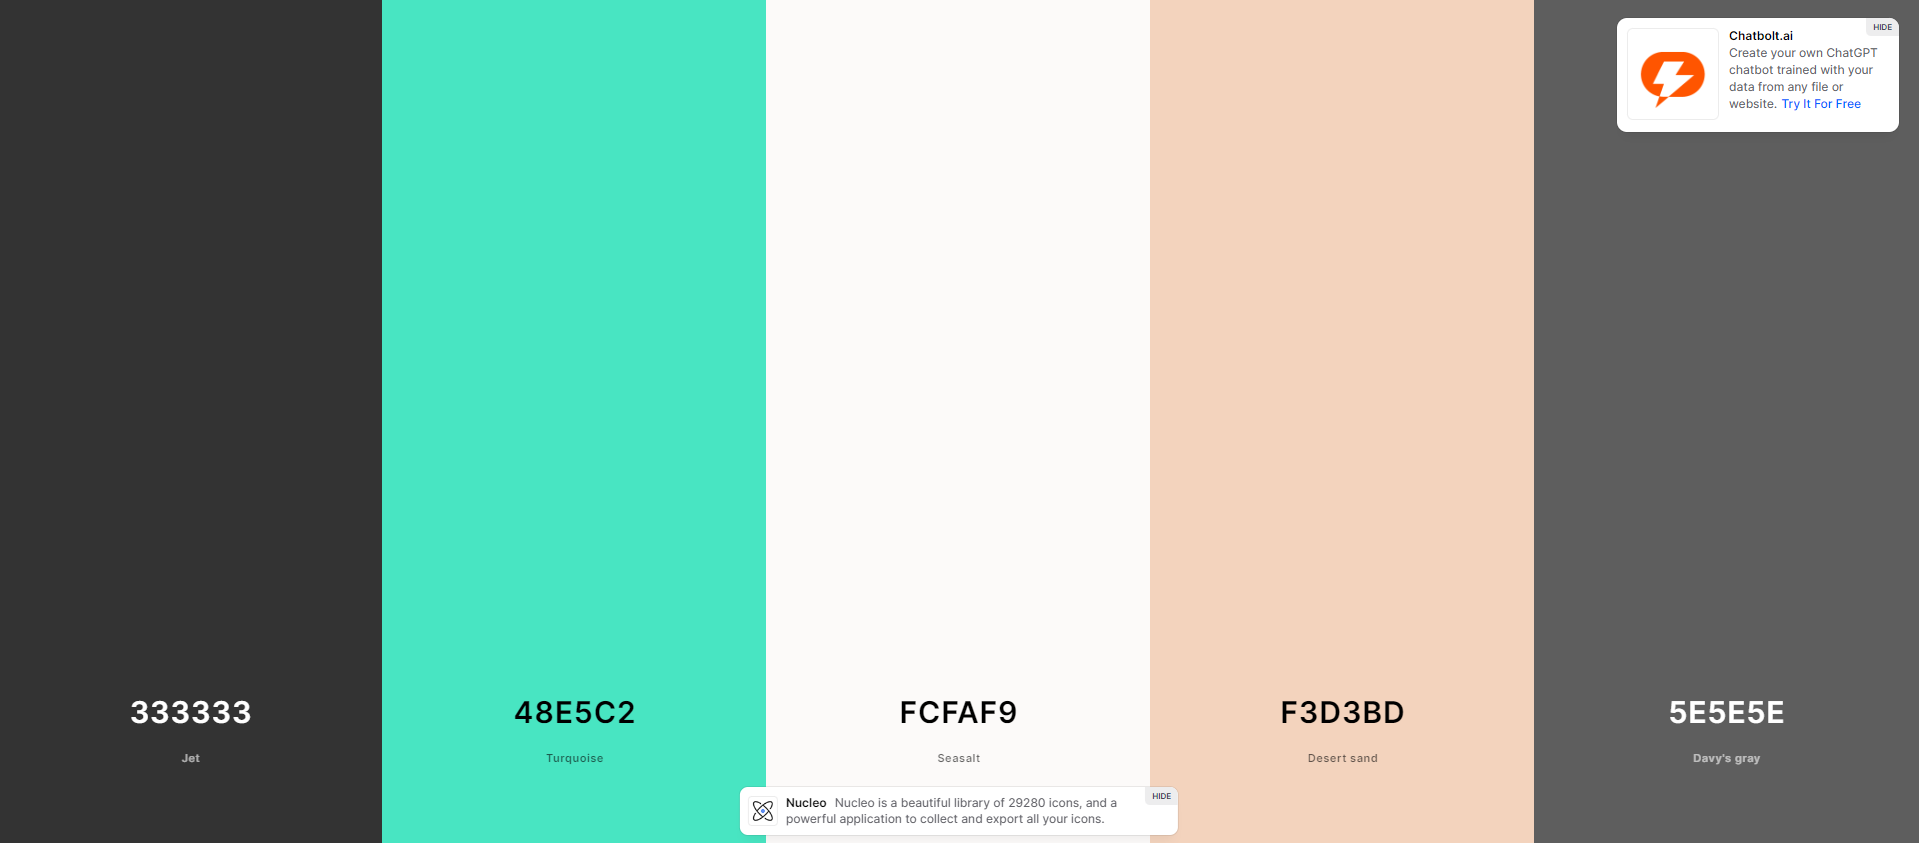 HIDE
Chatbolt.ai
Create your own ChatGPT
chatbot trained with your
data from any file or
website. Try It For Free
333333
Jet
48E5C2
Turquoise
FCFAF9
Seasalt
F3D3BD
Desert sand
5E5E5E
Davy's gray
HIDE
Nucleo Nucleo is a beautiful library of 29280 icons, and a
powerful application to collect and export all your icons.